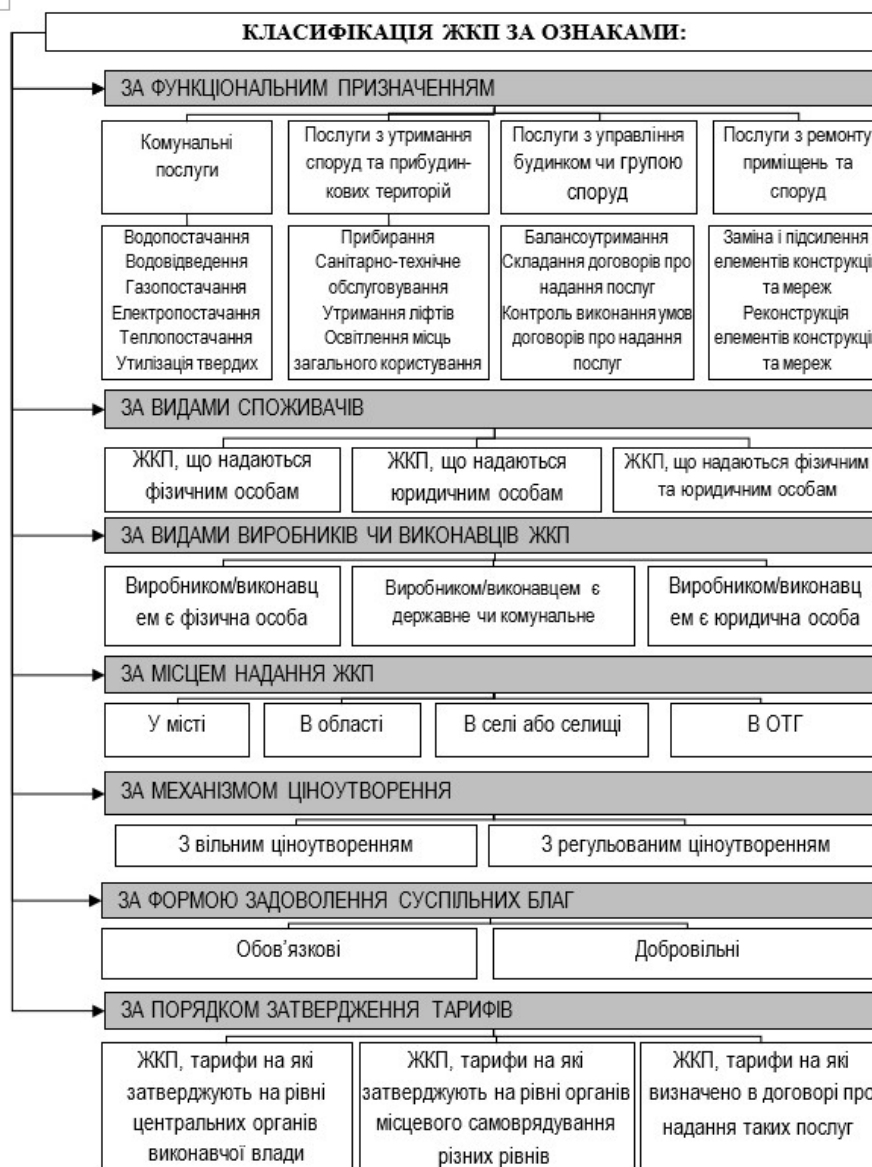 КЛАСИФІКАЦІЯ ЖКП ЗА ОЗНАКАМИ:
ЗА ФУНКЦІОНАЛЬНИМ ПРИЗНАЧЕННЯМ
Комунальні
послуги
Послуги з утримання
споруд та прибудин-
кових територій
Послуги з управління
будинком чи групою
споруд
Послуги з ремонту
приміщень та
споруд
Водопостачання
Водовідведення
Газопостачання
Електропостачання
Теплопостачання
Утилізація твердих
Прибирання
Санітарно-технічне
обслуговування
Утримання ліфтів
Освітлення місць
загального користування
Балансоутримання
Складання договорів про
надання послуг
Контроль виконання умов
договорів про надання
послуг
Заміна і підсилення
елементів конструкцій
та мереж
Реконструкція
елементів конструкцій
та мереж
ЗА ВИДАМИ СПОЖИВАЧІВ
ЖКП, що надаються
фізичним особам
ЖКП, що надаються
юридичним особам
ЖКП, що надаються фізичним
та юридичним особам
ЗА ВИДАМИ ВИРОБНИКІВ ЧИ ВИКОНАВЦІВ ЖКП
Виробником/виконавц
ем є фізична особа
Виробником/виконавцем є
державне чи комунальне
Виробником/виконавц
ем є юридична особа
ЗА МІСЦЕМ НАДАННЯ ЖКП
У місті
В області
В селі або селищі
В ОТГ
ЗА МЕХАНІЗМОМ ЦІНОУТВОРЕННЯ
З вільним ціноутворенням
З регульованим ціноутворенням
ЗА ФОРМОЮ ЗАДОВОЛЕННЯ СУСПІЛЬНИХ БЛАГ
Обов’язкові
Добровільні
ЗА ПОРЯДКОМ ЗАТВЕРДЖЕННЯ ТАРИФІВ
ЖКП, тарифи на які
затверджують на рівні
центральних органів
виконавчої влади
ЖКП, тарифи на які
затверджують на рівні органів
місцевого самоврядування
різних рівнів
ЖКП, тарифи на які
визначено в договорі про
надання таких послуг